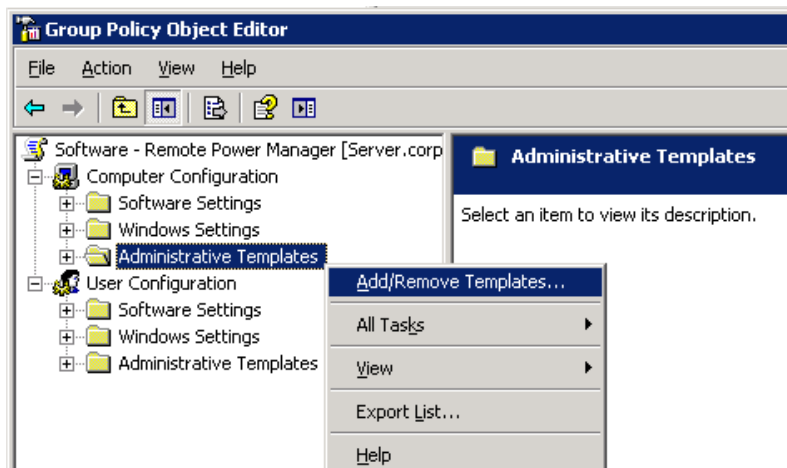 Group Policy Object Editor
File Action View Help
Software - Remote Power Manager [Server.corp
Computer Configuration
Software Settings
Windows Settings
Administrative Templates
User Configuration
Software Settings
Windows Settings
Administrative Templates
Administrative Templates
Select an item to view its description.
Add/Remove Templates...
All Tasks
View
Export List...
Help